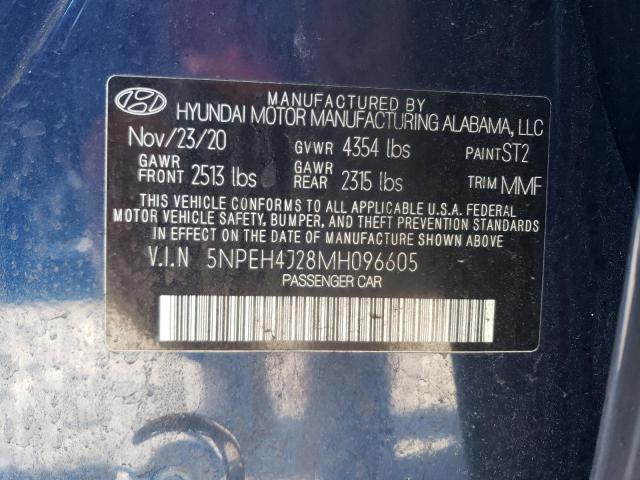 MANUFACTURED BY
HYUNDAI MOTOR MANUFACTURING ALABAMA, LLC
Nov/23/20 GVWR 4354 lbs PAINT ST2
GAWR FRONT 2513 lbs GAWR REAR 2315 lbs TRIM MMF
THIS VEHICLE CONFORMS TO ALL APPLICABLE U.S.A. FEDERAL
MOTOR VEHICLE SAFETY, BUMPER, AND THEFT PREVENTION STANDARDS
IN EFFECT ON THE DATE OF MANUFACTURE SHOWN ABOVE
V.I.N 5NPEH4J28MH096605
PASSENGER CAR